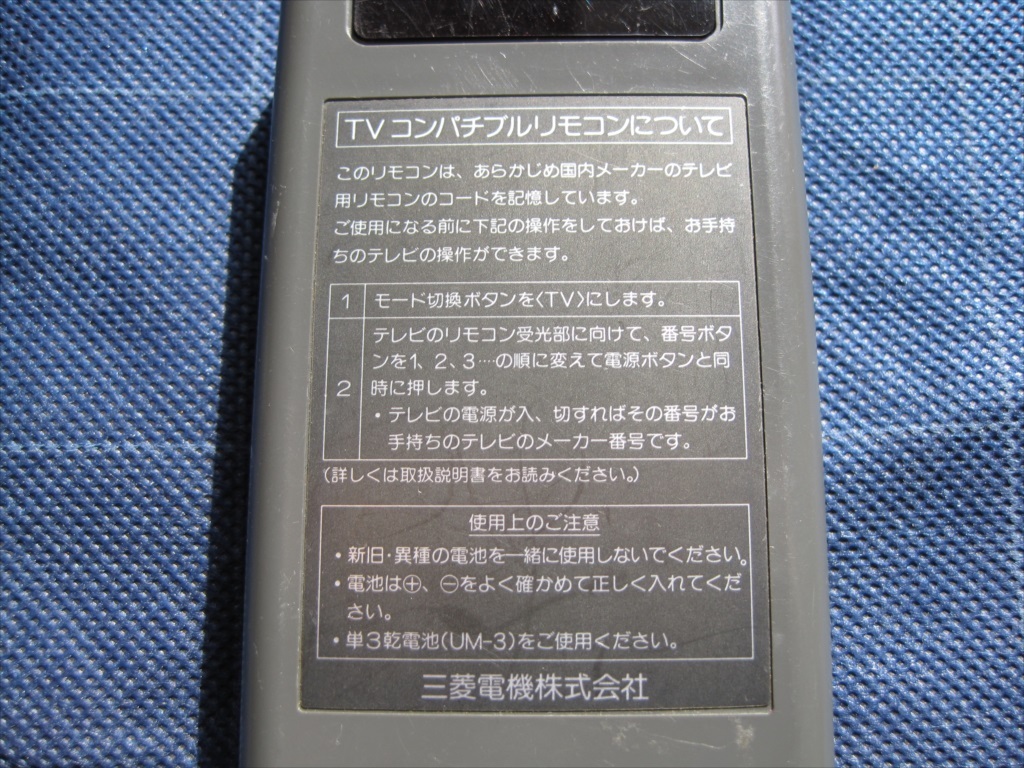 TVコンパチブルリモコンについて
このリモコンは、あらかじめ国内メーカーのテレビ
用リモコンのコードを記憶しています。
ご使用になる前に下記の操作をしておけば、お手持
ちのテレビの操作ができます。
1 モード切換ボタンを〈TV〉にします。
テレビのリモコン受光部に向けて、番号ボタ
ンを1、2、3…の順に変えて電源ボタンと同
2 時に押します。
・テレビの電源が入、切すればその番号がお
手持ちのテレビのメーカー番号です。
(詳しくは取扱説明書をお読みください。)
使用上のご注意
・新旧・異種の電池を一緒に使用しないでください。
・電池は⊕、⊖をよく確かめて正しく入れてくだ
さい。
・単3乾電池(UM-3)をご使用ください。
三菱電機株式会社